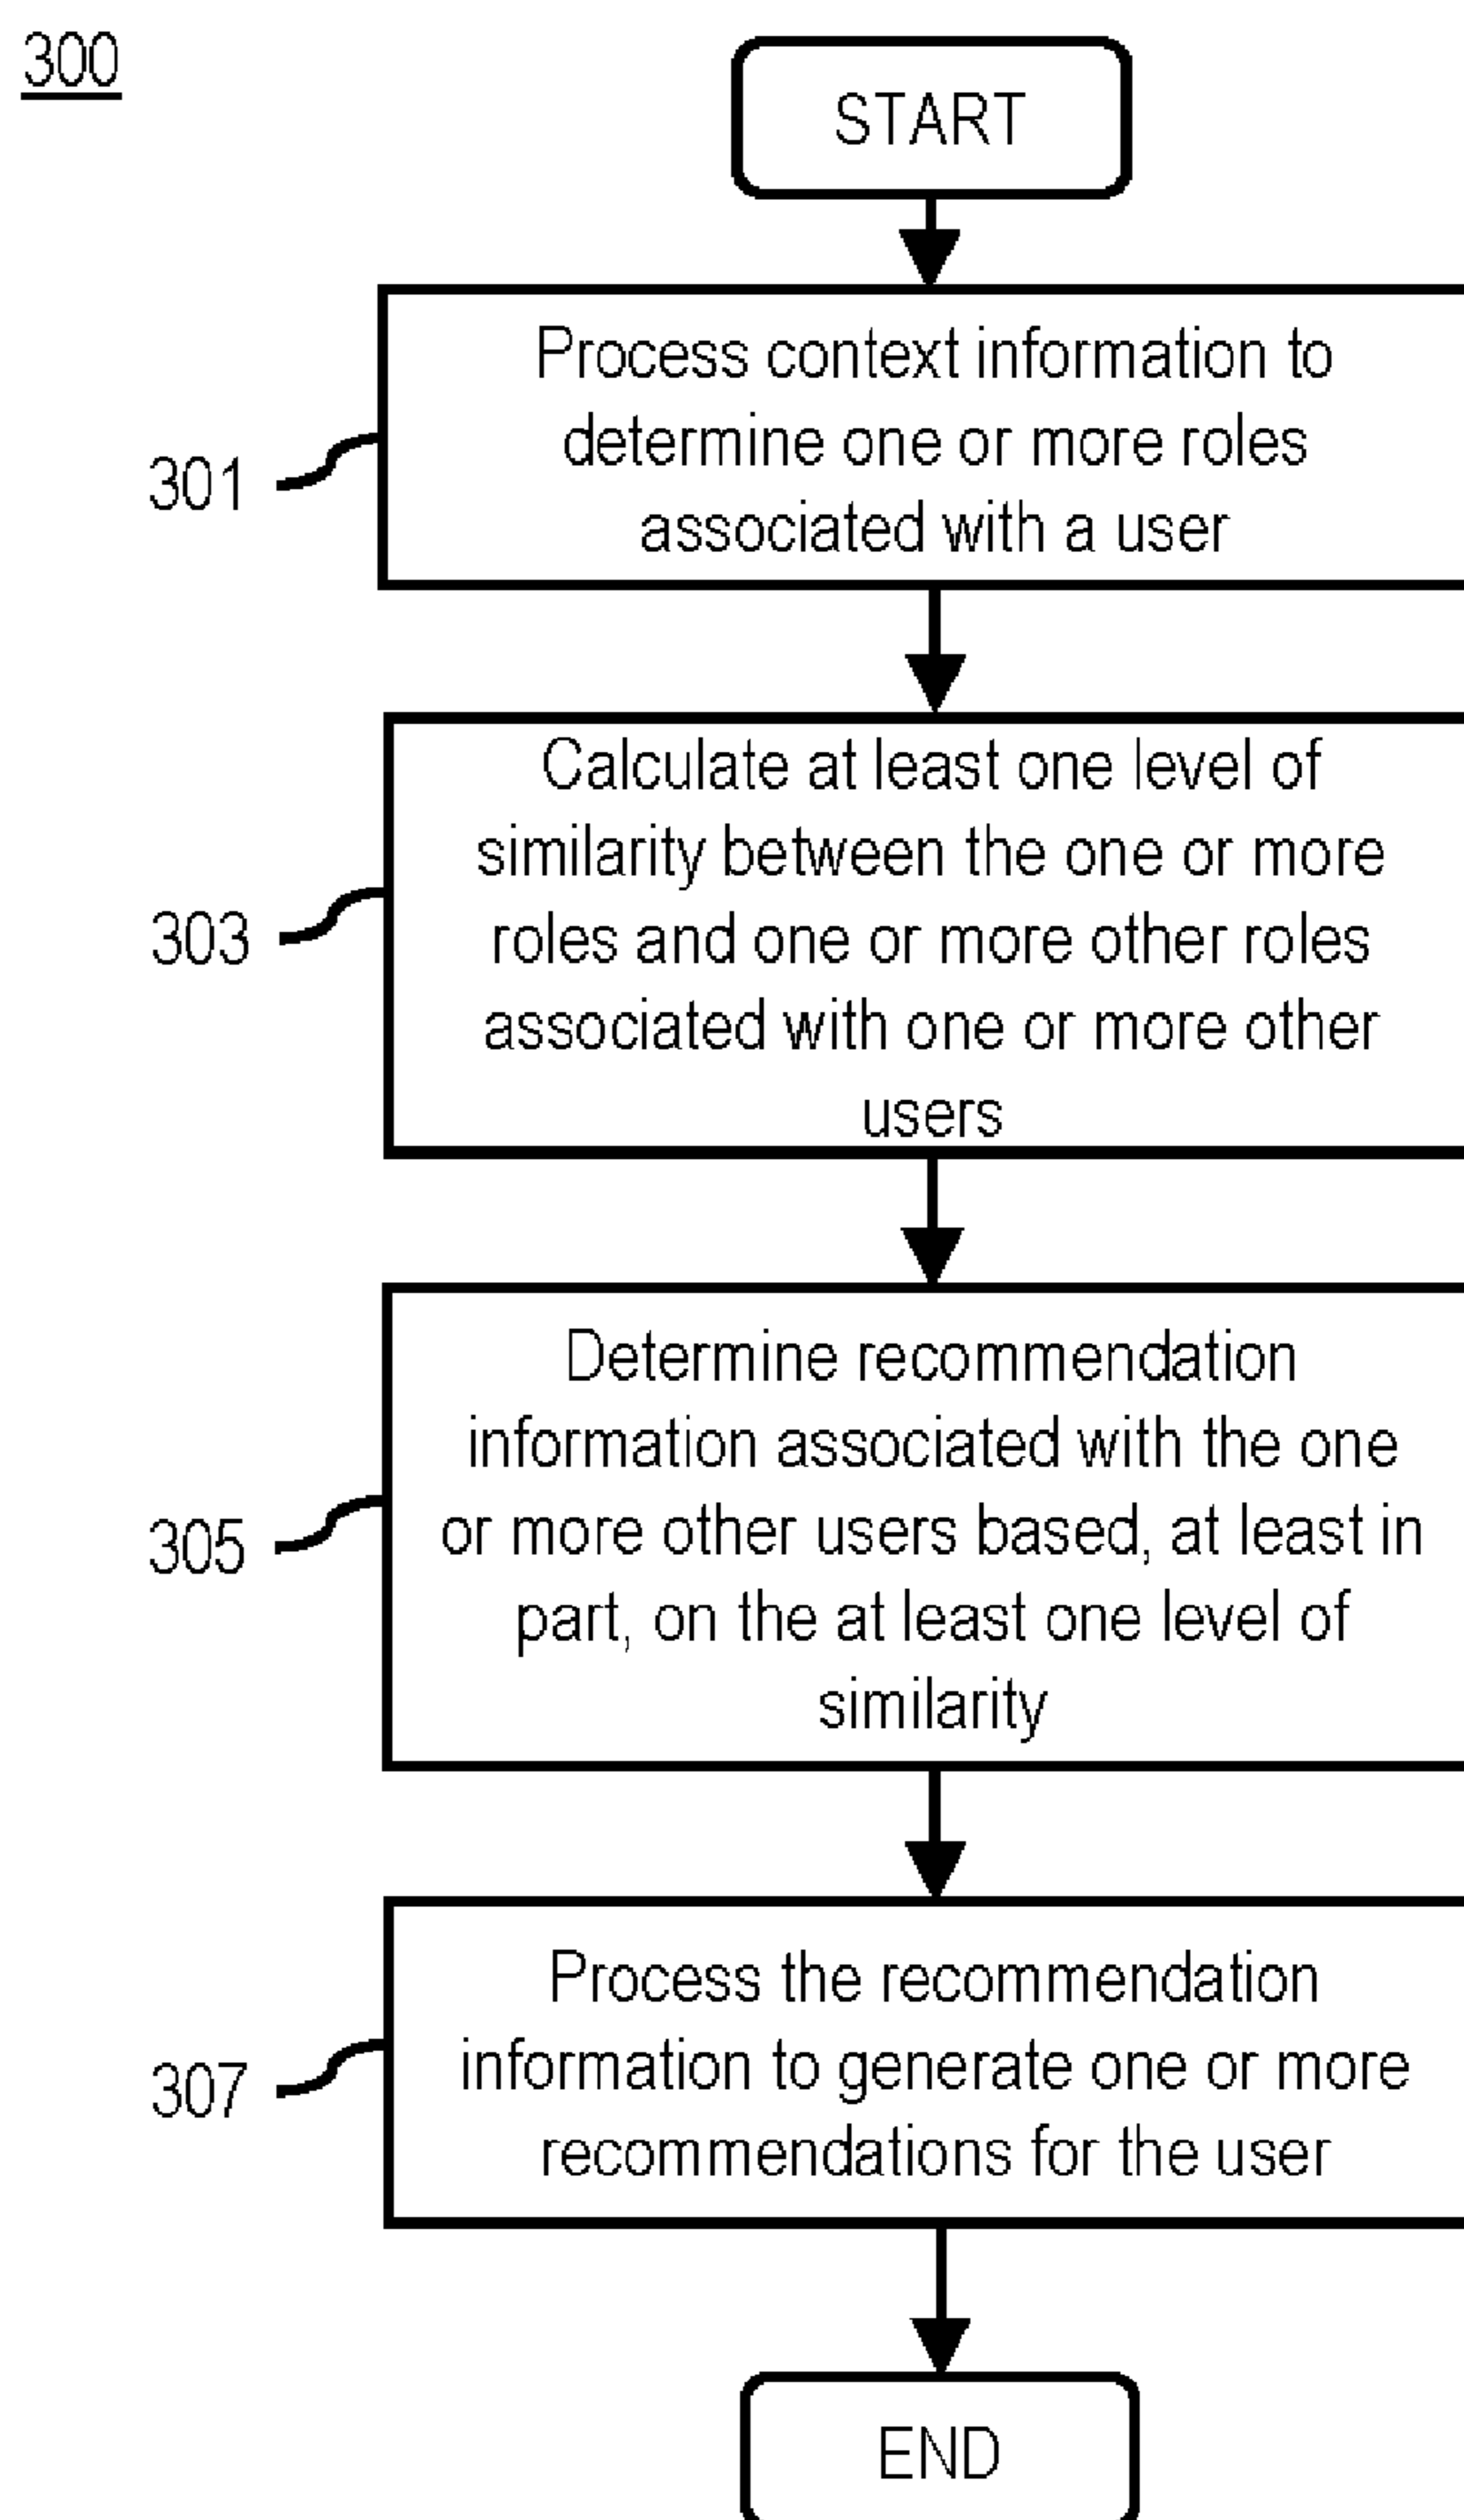 300
START
Process context information to
determine one or more roles
associated with a user
301
Calculate at least one level of
similarity between the one or more
roles and one or more other roles
associated with one or more other
users
303
Determine recommendation
information associated with the one
or more other users based, at least in
part, on the at least one level of
similarity
305
Process the recommendation
information to generate one or more
recommendations for the user
307
END